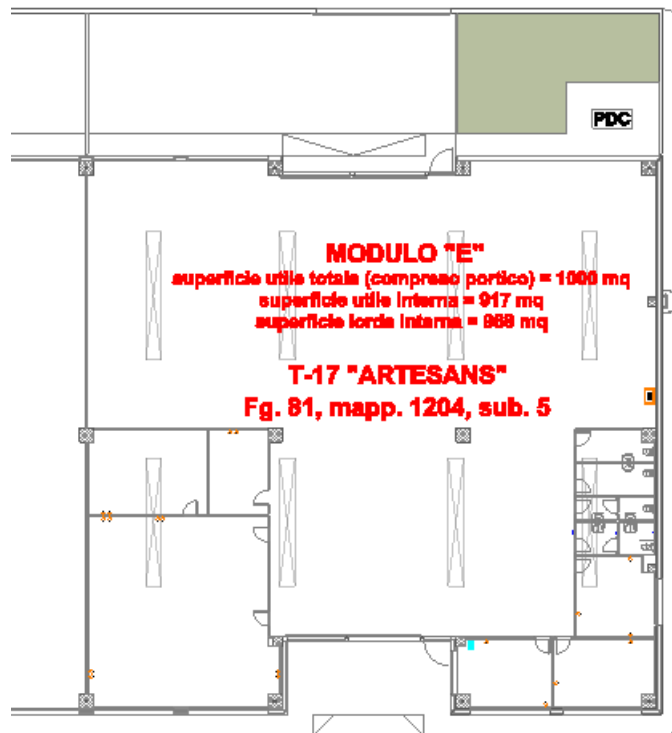 PDC
MODULO "E"
superficie utile totale (compreso portico) = 1000 mq
superficie utile interna = 917 mq
superficie lorda interna = mq
T-17 "ARTESANS"
Fg. 81, mapp. 1204, sub. 5